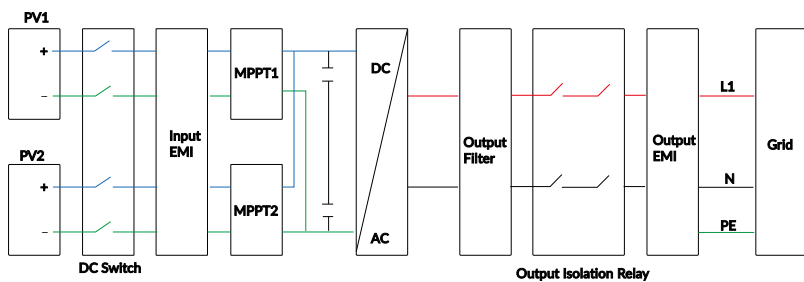 PV1
+
–
PV2
+
–
DC Switch
Input
EMI
MPPT1
MPPT2
DC
AC
Output
Filter
Output Isolation Relay
Output
EMI
L1
N
PE
Grid